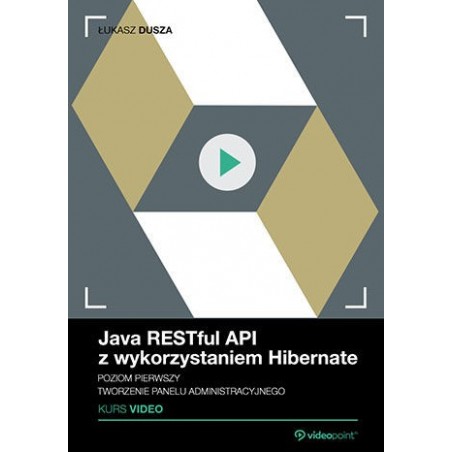 ŁUKASZ DUSZA
Java RESTful API
z wykorzystaniem Hibernate
POZIOM PIERWSZY
TWORZENIE PANELU ADMINISTRACYJNEGO
KURS VIDEO
videopoint